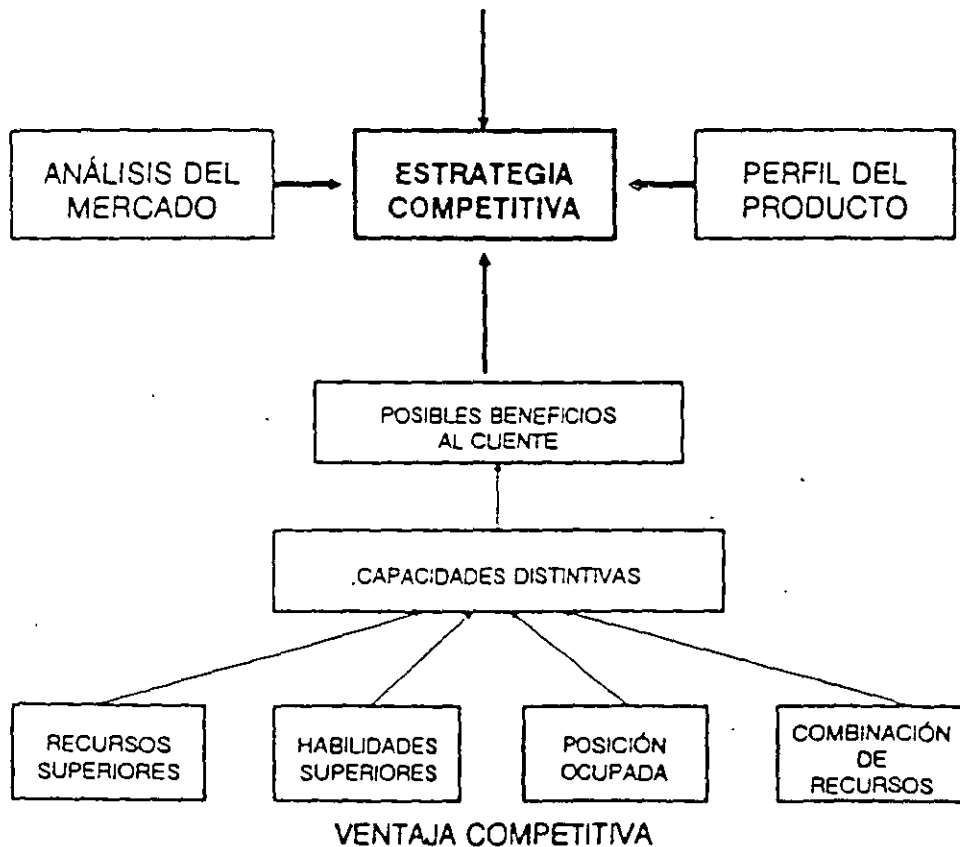 ANÁLISIS DEL
MERCADO
ESTRATEGIA
COMPETITIVA
PERFIL DEL
PRODUCTO
POSIBLES BENEFICIOS
AL CLIENTE
CAPACIDADES DISTINTIVAS
RECURSOS
SUPERIORES
HABILIDADES
SUPERIORES
POSICIÓN
OCUPADA
COMBINACIÓN
DE
RECURSOS
VENTAJA COMPETITIVA